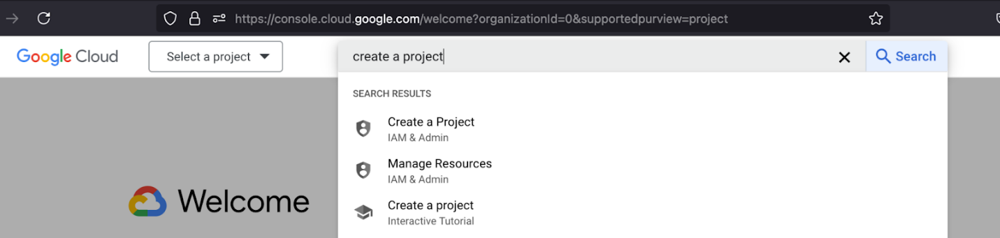 https://console.cloud.google.com/welcome?organizationId=0&supportedpurview=project
Google Cloud
Select a project
create a project
Search
SEARCH RESULTS
Create a Project
IAM & Admin
Manage Resources
IAM & Admin
Create a project
Interactive Tutorial
Welcome